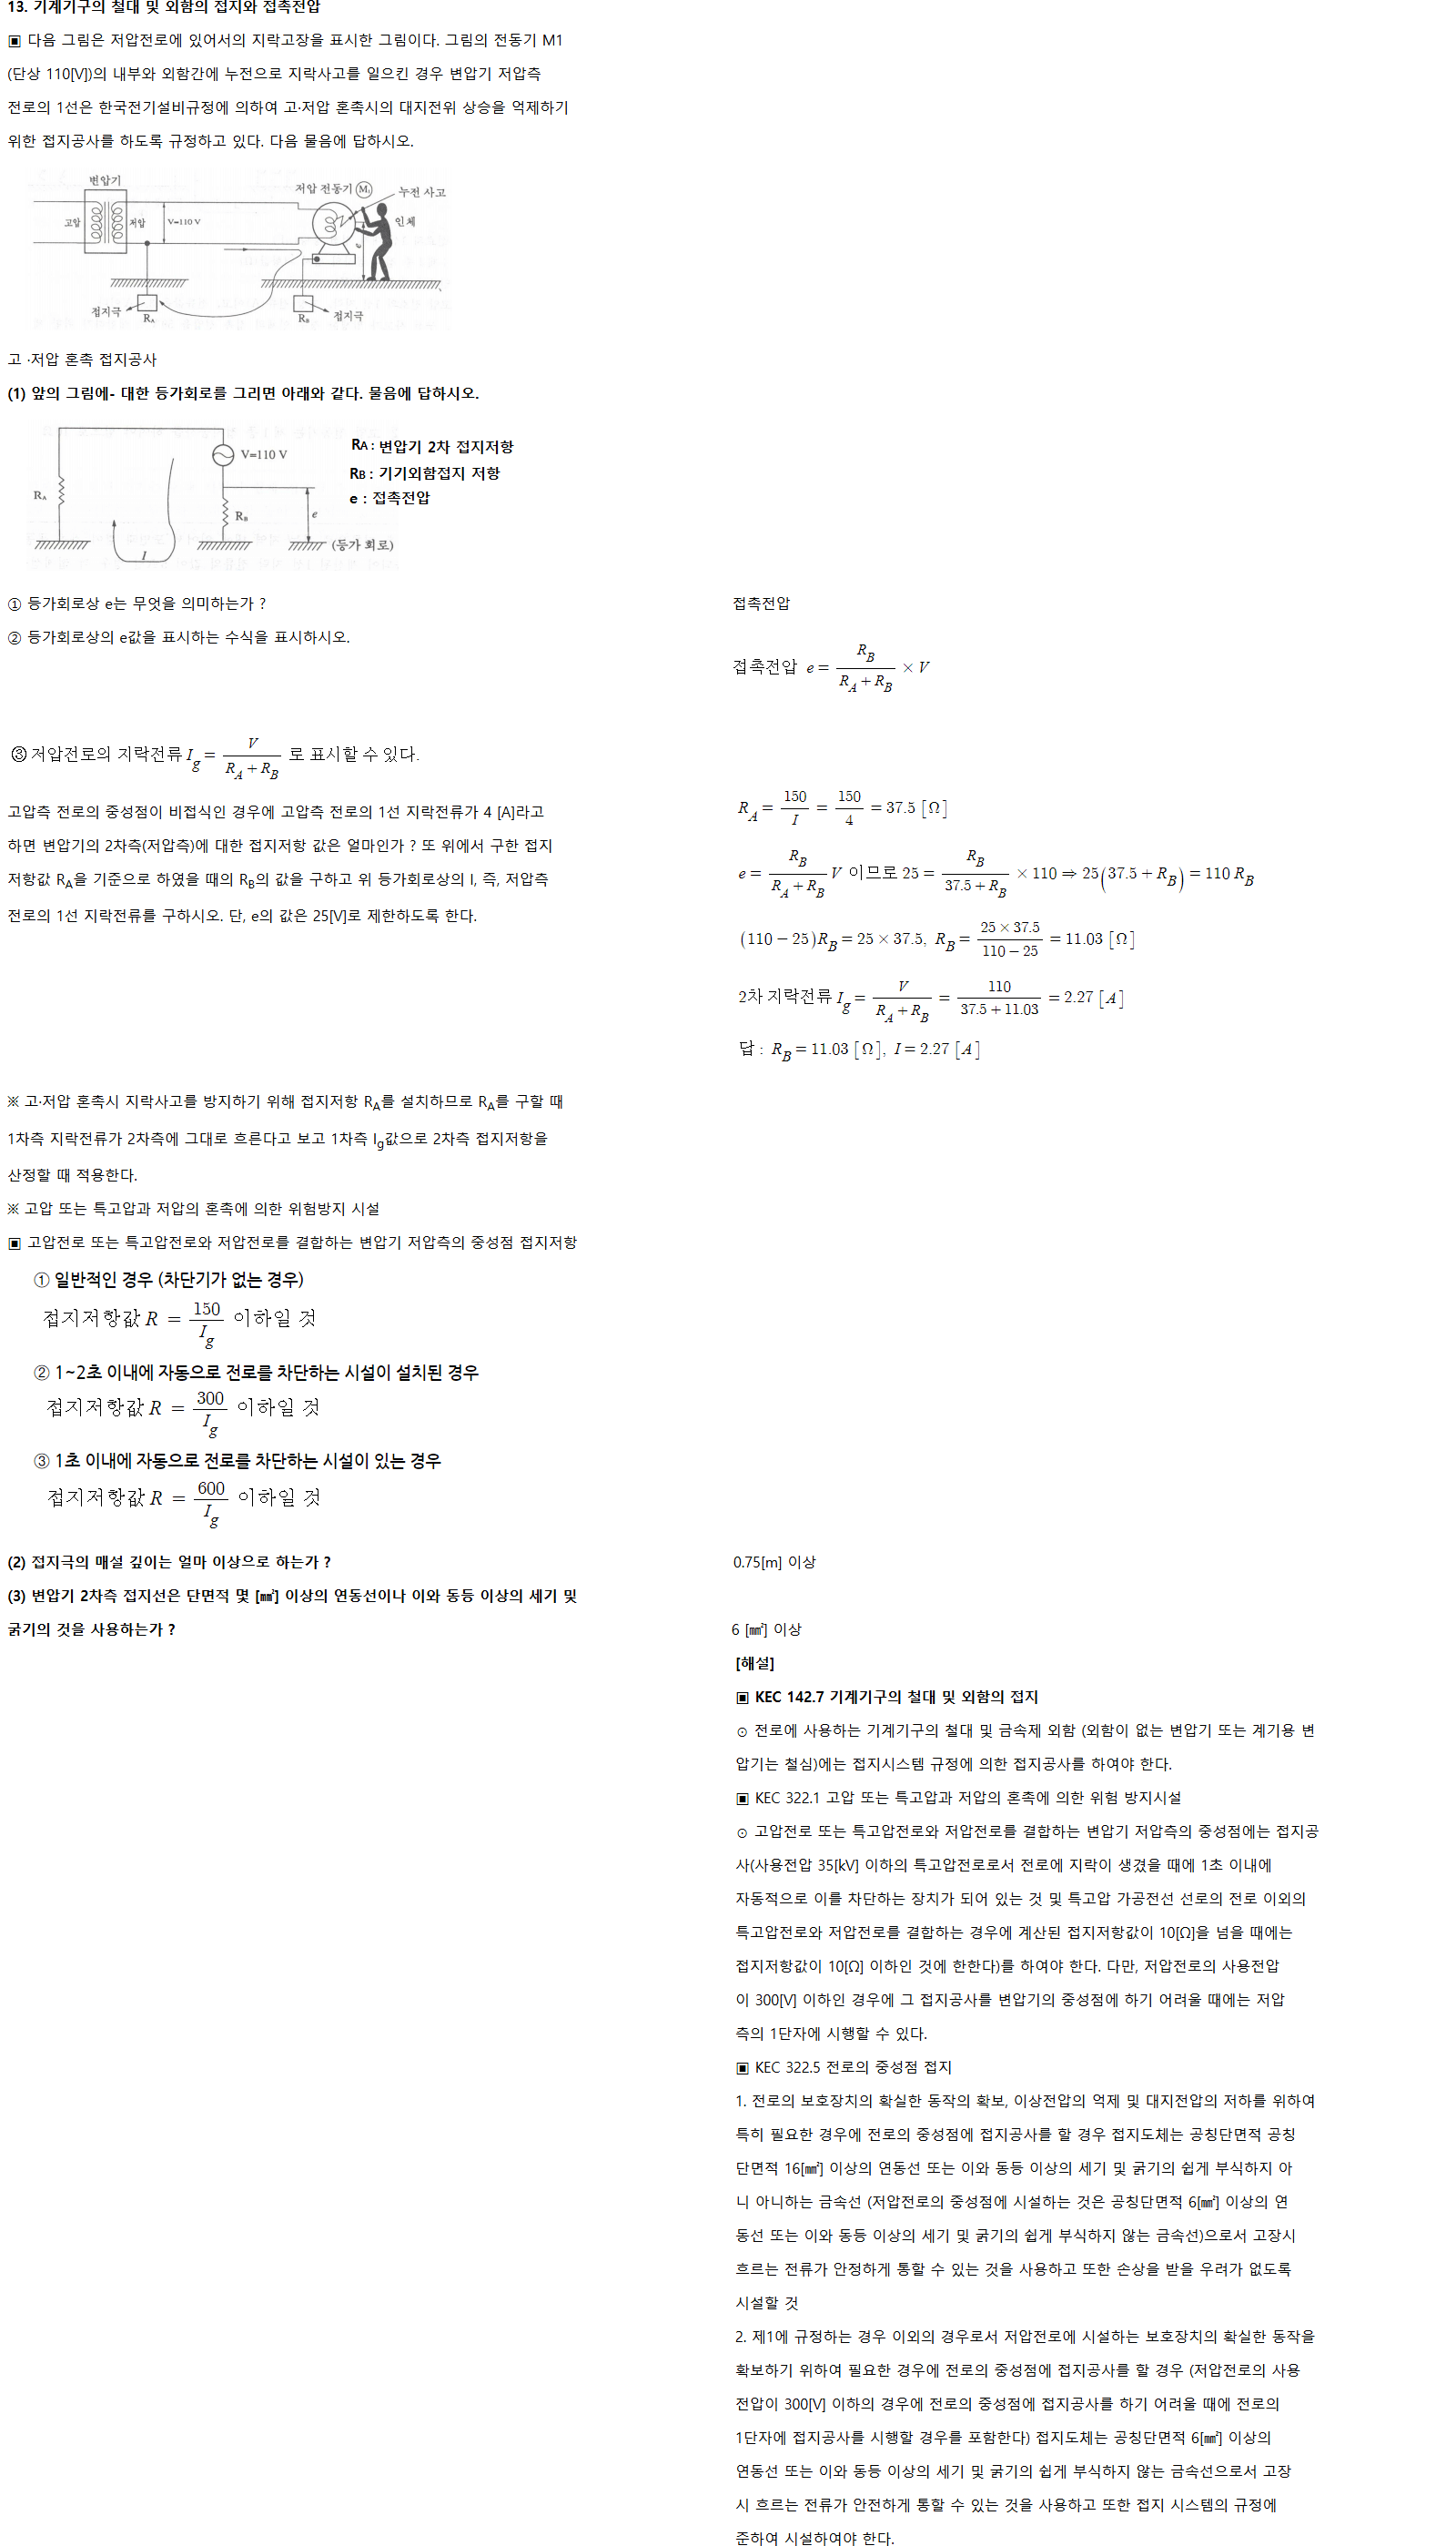 13. 기계기구의 철대 및 외함의 접지와 접촉전압
▣ 다음 그림은 저압전로에 있어서의 지락고장을 표시한 그림이다. 그림의 전동기 M1
(단상 110[V])의 내부와 외함간에 누전으로 지락사고를 일으킨 경우 변압기 저압측
전로의 1선은 한국전기설비규정에 의하여 고·저압 혼촉시의 대지전위 상승을 억제하기
위한 접지공사를 하도록 규정하고 있다. 다음 물음에 답하시오.
변압기
고압
저압
V=110 V
저압 전동기 M₁
누전 사고
인체
e
접지극
R_A
R_B
접지극
고 ·저압 혼촉 접지공사
(1) 앞의 그림에- 대한 등가회로를 그리면 아래와 같다. 물음에 답하시오.
R_A
V=110 V
R_B
e
I
(등가 회로)
RA : 변압기 2차 접지저항
RB : 기기외함접지 저항
e : 접촉전압
① 등가회로상 e는 무엇을 의미하는가 ?
접촉전압
② 등가회로상의 e값을 표시하는 수식을 표시하시오.
접촉전압 e = R_B / (R_A + R_B) × V
③ 저압전로의 지락전류 I_g = V / (R_A + R_B) 로 표시할 수 있다.
고압측 전로의 중성점이 비접식인 경우에 고압측 전로의 1선 지락전류가 4 [A]라고
하면 변압기의 2차측(저압측)에 대한 접지저항 값은 얼마인가 ? 또 위에서 구한 접지
저항값 R_A를 기준으로 하였을 때의 R_B의 값을 구하고 위 등가회로상의 I, 즉, 저압측
전로의 1선 지락전류를 구하시오. 단, e의 값은 25[V]로 제한하도록 한다.
R_A = 150 / I = 150 / 4 = 37.5 [Ω]
e = R_B / (R_A + R_B) V 이므로 25 = R_B / (37.5 + R_B) × 110 ⇒ 25(37.5 + R_B) = 110 R_B
(110 − 25)R_B = 25 × 37.5, R_B = (25 × 37.5) / (110 − 25) = 11.03 [Ω]
2차 지락전류 I_g = V / (R_A + R_B) = 110 / (37.5 + 11.03) = 2.27 [A]
답 : R_B = 11.03 [Ω], I = 2.27 [A]
※ 고·저압 혼촉시 지락사고를 방지하기 위해 접지저항 R_A를 설치하므로 R_A를 구할 때
1차측 지락전류가 2차측에 그대로 흐른다고 보고 1차측 I_g값으로 2차측 접지저항을
산정할 때 적용한다.
※ 고압 또는 특고압과 저압의 혼촉에 의한 위험방지 시설
▣ 고압전로 또는 특고압전로와 저압전로를 결합하는 변압기 저압측의 중성점 접지저항
① 일반적인 경우 (차단기가 없는 경우)
접지저항값 R = 150 / I_g 이하일 것
② 1~2초 이내에 자동으로 전로를 차단하는 시설이 설치된 경우
접지저항값 R = 300 / I_g 이하일 것
③ 1초 이내에 자동으로 전로를 차단하는 시설이 있는 경우
접지저항값 R = 600 / I_g 이하일 것
(2) 접지극의 매설 깊이는 얼마 이상으로 하는가 ?
0.75[m] 이상
(3) 변압기 2차측 접지선은 단면적 몇 [㎟] 이상의 연동선이나 이와 동등 이상의 세기 및
굵기의 것을 사용하는가 ?
6 [㎟] 이상
[해설]
▣ KEC 142.7 기계기구의 철대 및 외함의 접지
⊙ 전로에 사용하는 기계기구의 철대 및 금속제 외함 (외함이 없는 변압기 또는 계기용 변
압기는 철심)에는 접지시스템 규정에 의한 접지공사를 하여야 한다.
▣ KEC 322.1 고압 또는 특고압과 저압의 혼촉에 의한 위험 방지시설
⊙ 고압전로 또는 특고압전로와 저압전로를 결합하는 변압기 저압측의 중성점에는 접지공
사(사용전압 35[kV] 이하의 특고압전로로서 전로에 지락이 생겼을 때에 1초 이내에
자동적으로 이를 차단하는 장치가 되어 있는 것 및 특고압 가공전선 선로의 전로 이외의
특고압전로와 저압전로를 결합하는 경우에 계산된 접지저항값이 10[Ω]을 넘을 때에는
접지저항값이 10[Ω] 이하인 것에 한한다)를 하여야 한다. 다만, 저압전로의 사용전압
이 300[V] 이하인 경우에 그 접지공사를 변압기의 중성점에 하기 어려울 때에는 저압
측의 1단자에 시행할 수 있다.
▣ KEC 322.5 전로의 중성점 접지
1. 전로의 보호장치의 확실한 동작의 확보, 이상전압의 억제 및 대지전압의 저하를 위하여
특히 필요한 경우에 전로의 중성점에 접지공사를 할 경우 접지도체는 공칭단면적 공칭
단면적 16[㎟] 이상의 연동선 또는 이와 동등 이상의 세기 및 굵기의 쉽게 부식하지 아
니 아니하는 금속선 (저압전로의 중성점에 시설하는 것은 공칭단면적 6[㎟] 이상의 연
동선 또는 이와 동등 이상의 세기 및 굵기의 쉽게 부식하지 않는 금속선)으로서 고장시
흐르는 전류가 안정하게 통할 수 있는 것을 사용하고 또한 손상을 받을 우려가 없도록
시설할 것
2. 제1에 규정하는 경우 이외의 경우로서 저압전로에 시설하는 보호장치의 확실한 동작을
확보하기 위하여 필요한 경우에 전로의 중성점에 접지공사를 할 경우 (저압전로의 사용
전압이 300[V] 이하의 경우에 전로의 중성점에 접지공사를 하기 어려울 때에 전로의
1단자에 접지공사를 시행할 경우를 포함한다) 접지도체는 공칭단면적 6[㎟] 이상의
연동선 또는 이와 동등 이상의 세기 및 굵기의 쉽게 부식하지 않는 금속선으로서 고장
시 흐르는 전류가 안전하게 통할 수 있는 것을 사용하고 또한 접지 시스템의 규정에
준하여 시설하여야 한다.